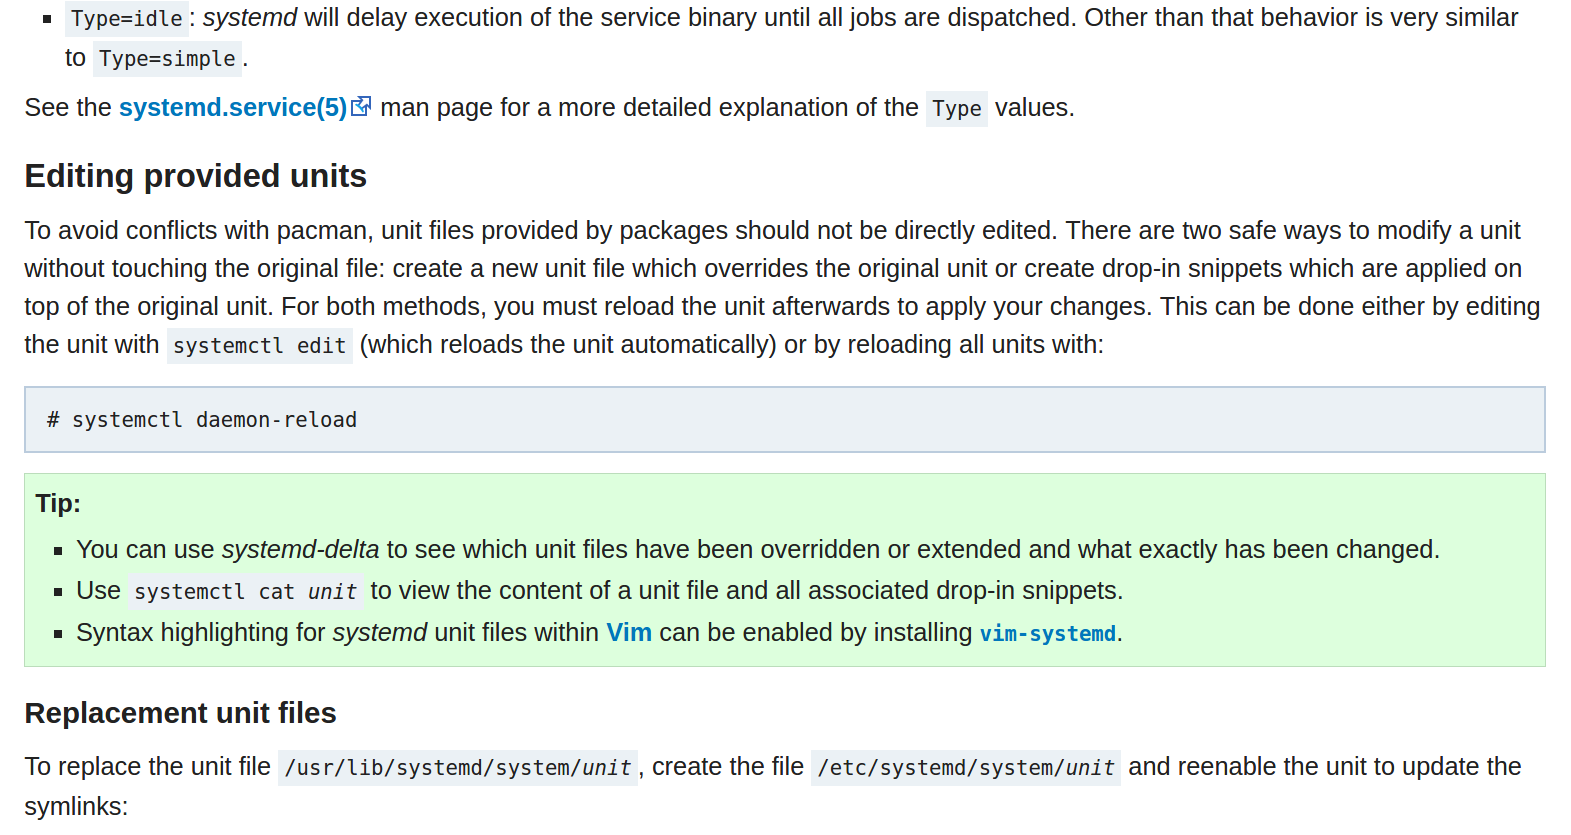 Type=idle: systemd will delay execution of the service binary until all jobs are dispatched. Other than that behavior is very similar
to Type=simple.
See the systemd.service(5) man page for a more detailed explanation of the Type values.
Editing provided units
To avoid conflicts with pacman, unit files provided by packages should not be directly edited. There are two safe ways to modify a unit
without touching the original file: create a new unit file which overrides the original unit or create drop-in snippets which are applied on
top of the original unit. For both methods, you must reload the unit afterwards to apply your changes. This can be done either by editing
the unit with systemctl edit (which reloads the unit automatically) or by reloading all units with:
# systemctl daemon-reload
Tip:
You can use systemd-delta to see which unit files have been overridden or extended and what exactly has been changed.
Use systemctl cat unit to view the content of a unit file and all associated drop-in snippets.
Syntax highlighting for systemd unit files within Vim can be enabled by installing vim-systemd.
Replacement unit files
To replace the unit file /usr/lib/systemd/system/unit, create the file /etc/systemd/system/unit and reenable the unit to update the
symlinks: